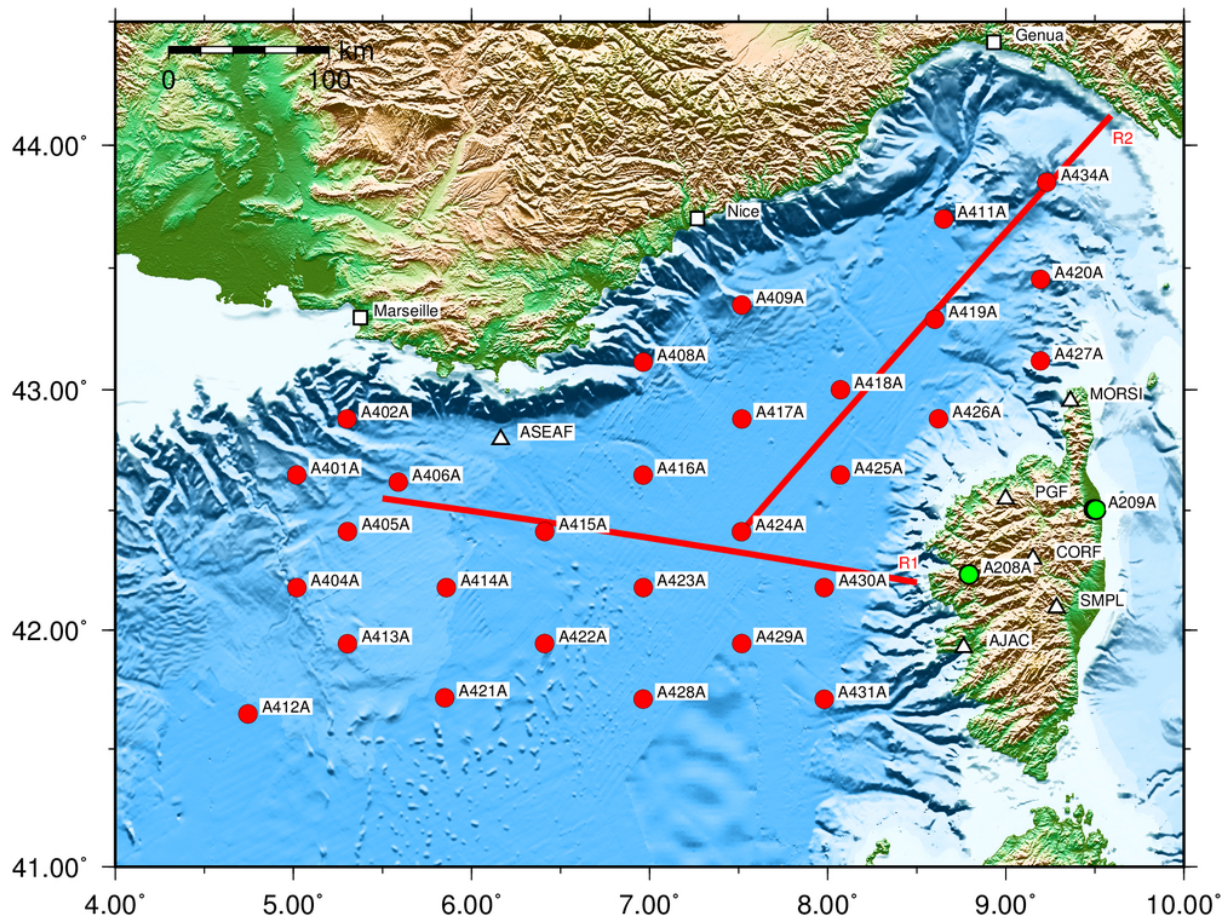 Genua
km
0 100
44.00°
R2
A434A
A411A
Nice
A420A
A409A
Marseille
A419A
A408A
A427A
43.00°
A418A
MORSI
A402A
A417A
A426A
ASEAF
A401A
A406A
A416A
A425A
PGF
A209A
A405A
A415A
A424A
CORF
R1
A208A
A404A
A414A
A423A
A430A
SMPL
42.00°
A413A
A422A
A429A
AJAC
A412A
A421A
A428A
A431A
41.00°
4.00° 5.00° 6.00° 7.00° 8.00° 9.00° 10.00°